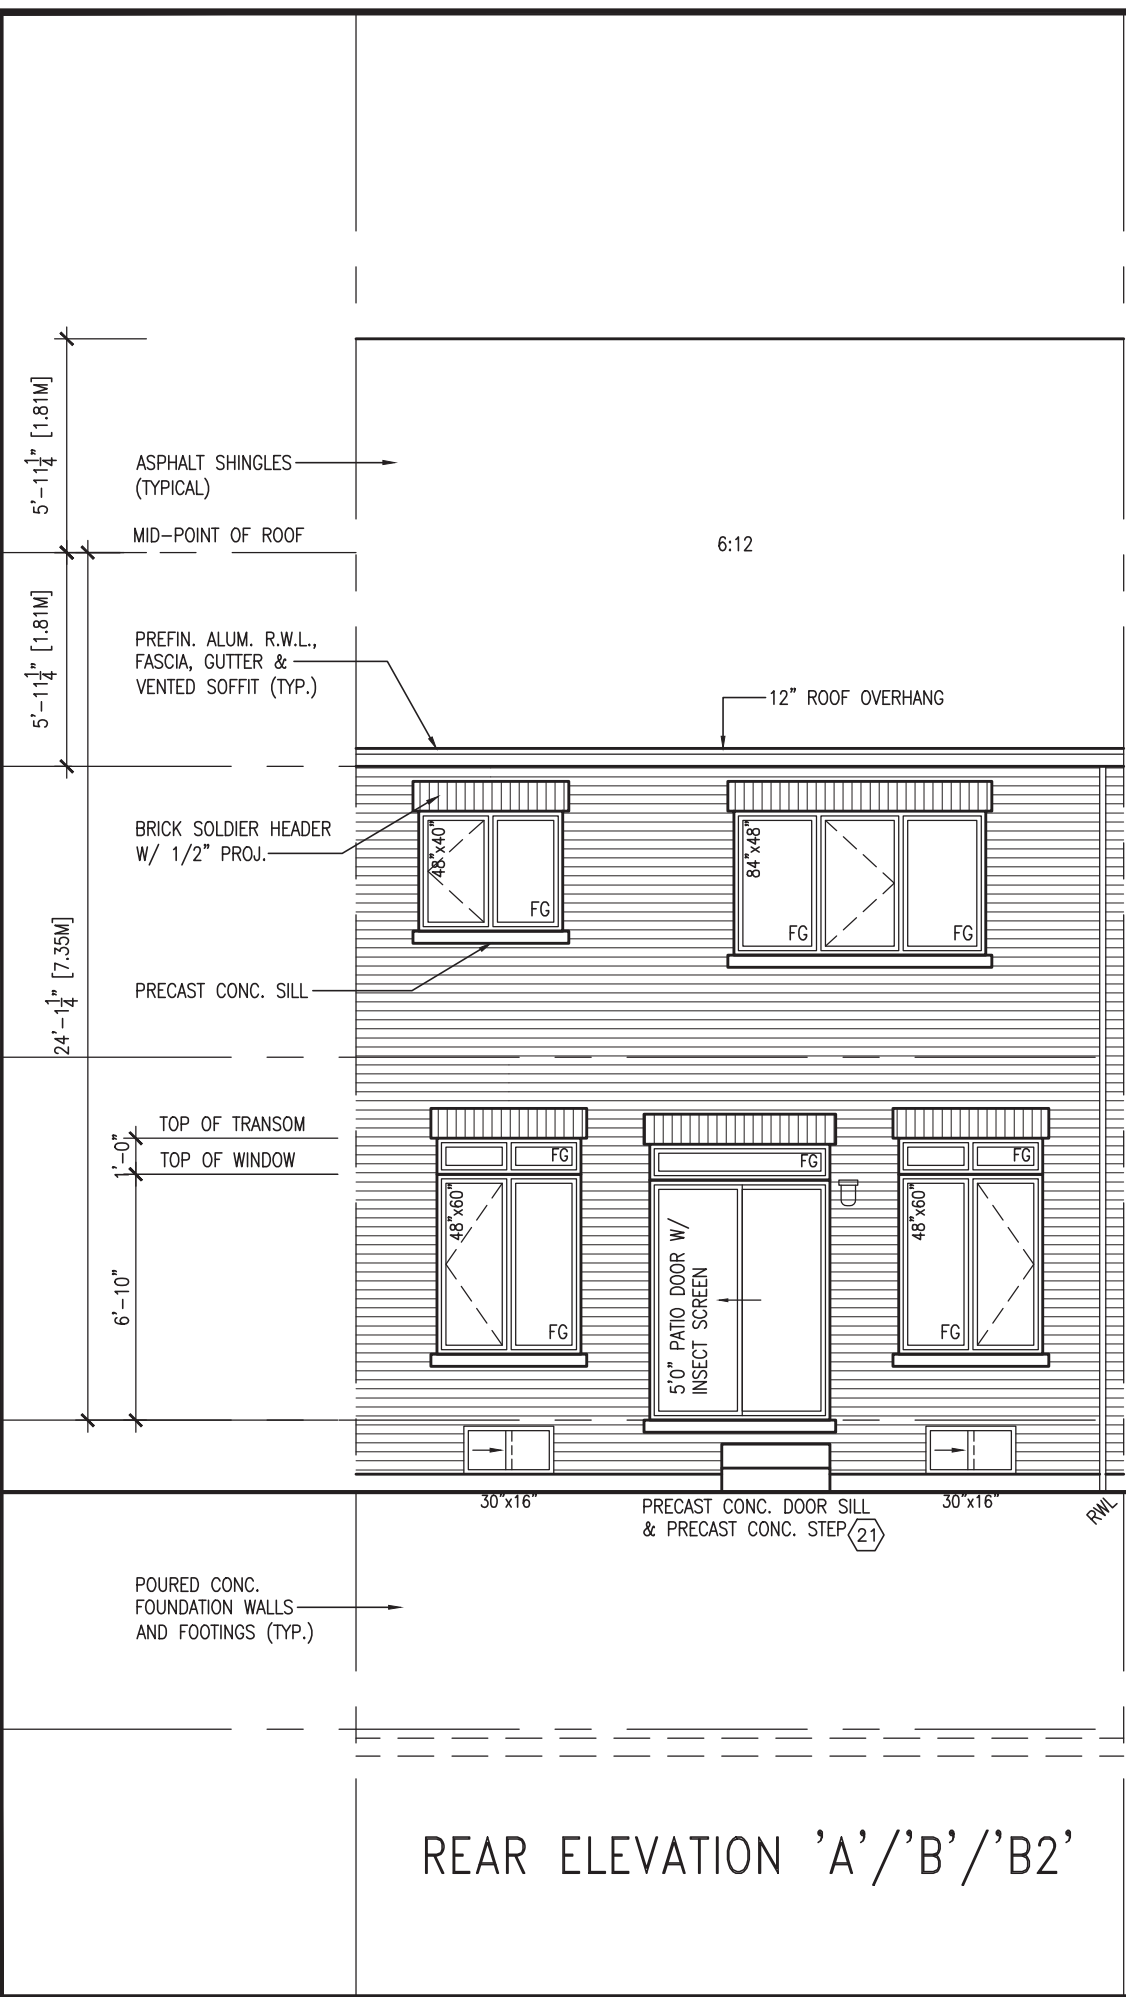 5'-11 1/4" [1.81M]
ASPHALT SHINGLES
(TYPICAL)
MID-POINT OF ROOF
6:12
5'-11 1/4" [1.81M]
PREFIN. ALUM. R.W.L.,
FASCIA, GUTTER &
VENTED SOFFIT (TYP.)
12" ROOF OVERHANG
BRICK SOLDIER HEADER
W/ 1/2" PROJ.
48"x40"
FG
84"x48"
FG
FG
24'-1 1/4" [7.35M]
PRECAST CONC. SILL
TOP OF TRANSOM
1'-0"
TOP OF WINDOW
FG
FG
FG
48"x60"
48"x60"
6'-10"
5'0" PATIO DOOR W/
INSECT SCREEN
FG
FG
30"x16"
PRECAST CONC. DOOR SILL
& PRECAST CONC. STEP
21
30"x16"
RWL
POURED CONC.
FOUNDATION WALLS
AND FOOTINGS (TYP.)
REAR ELEVATION 'A'/'B'/'B2'